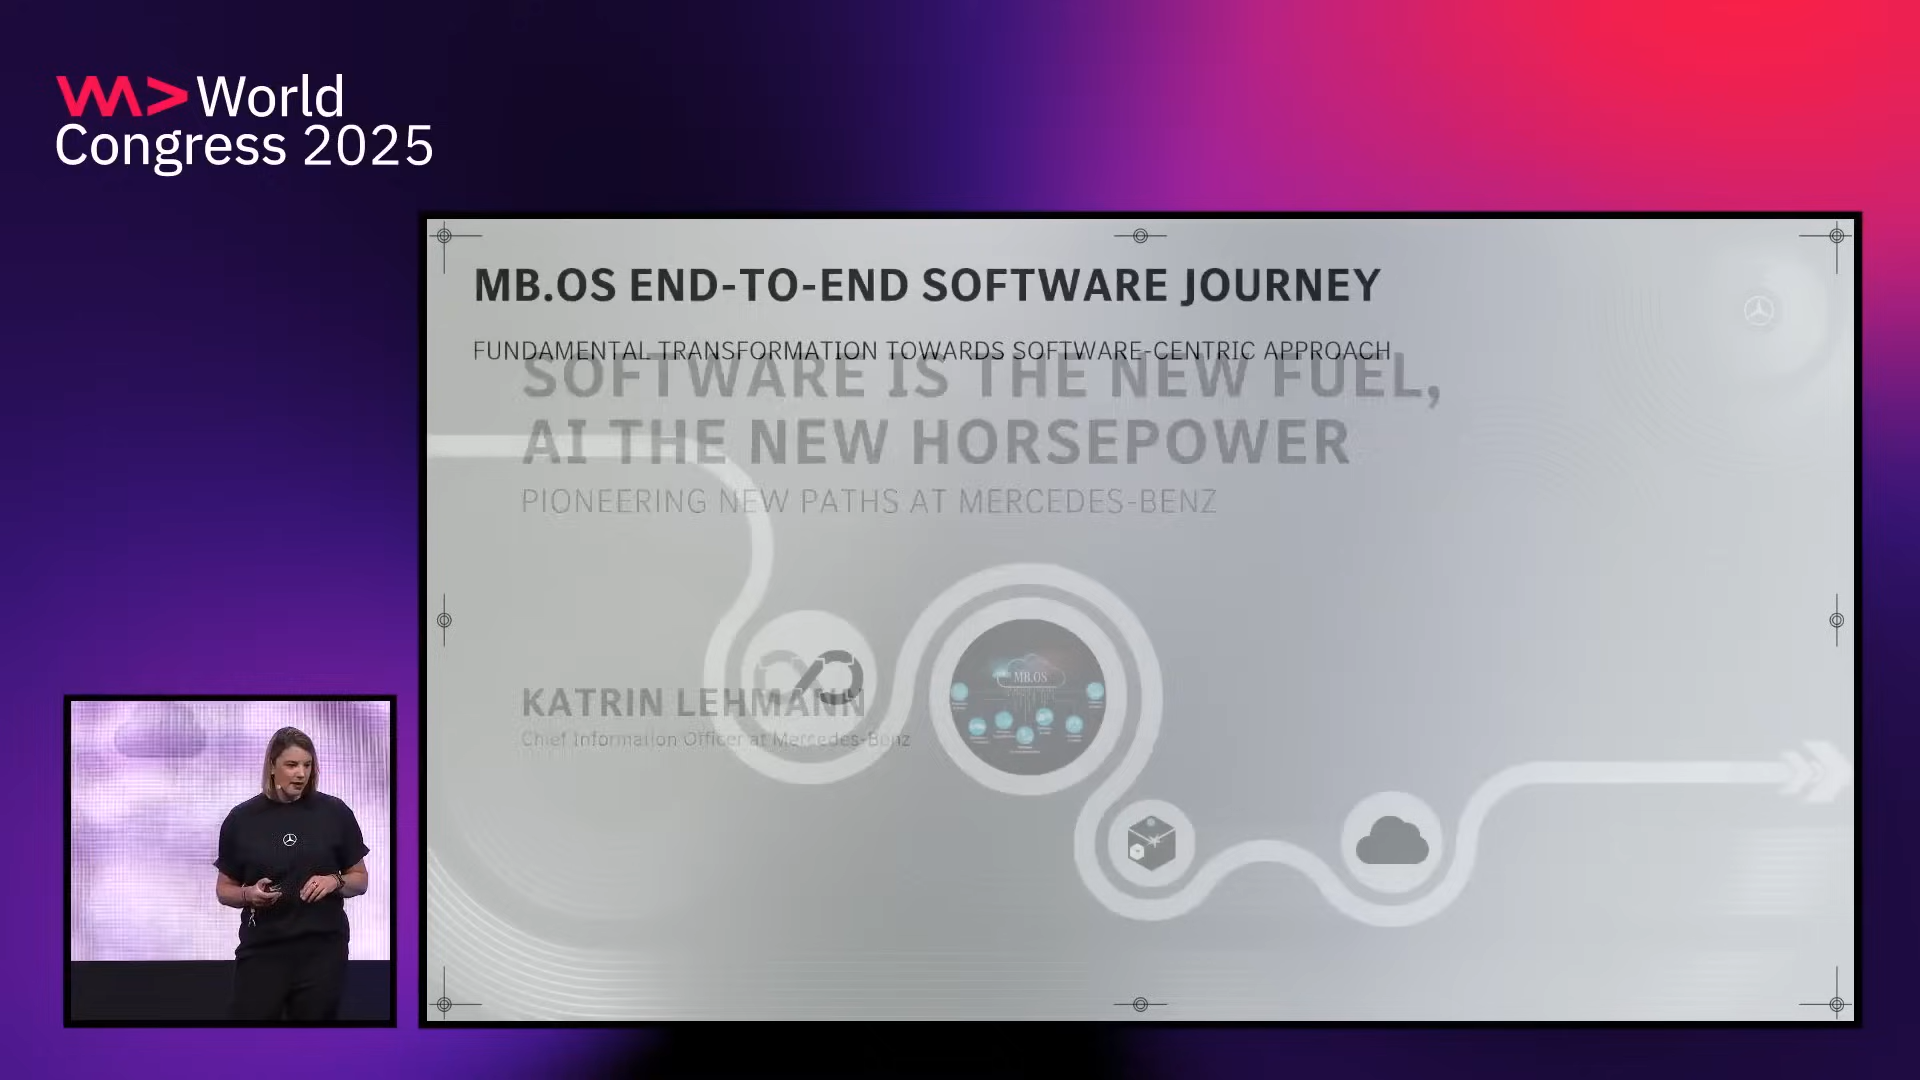 World
Congress 2025
MB.OS END-TO-END SOFTWARE JOURNEY
FUNDAMENTAL TRANSFORMATION TOWARDS SOFTWARE-CENTRIC APPROACH
SOFTWARE IS THE NEW FUEL,
AI THE NEW HORSEPOWER
PIONEERING NEW PATHS AT MERCEDES-BENZ
MB.OS
KATRIN LEHMANN
Chief Information Officer at Mercedes-Benz